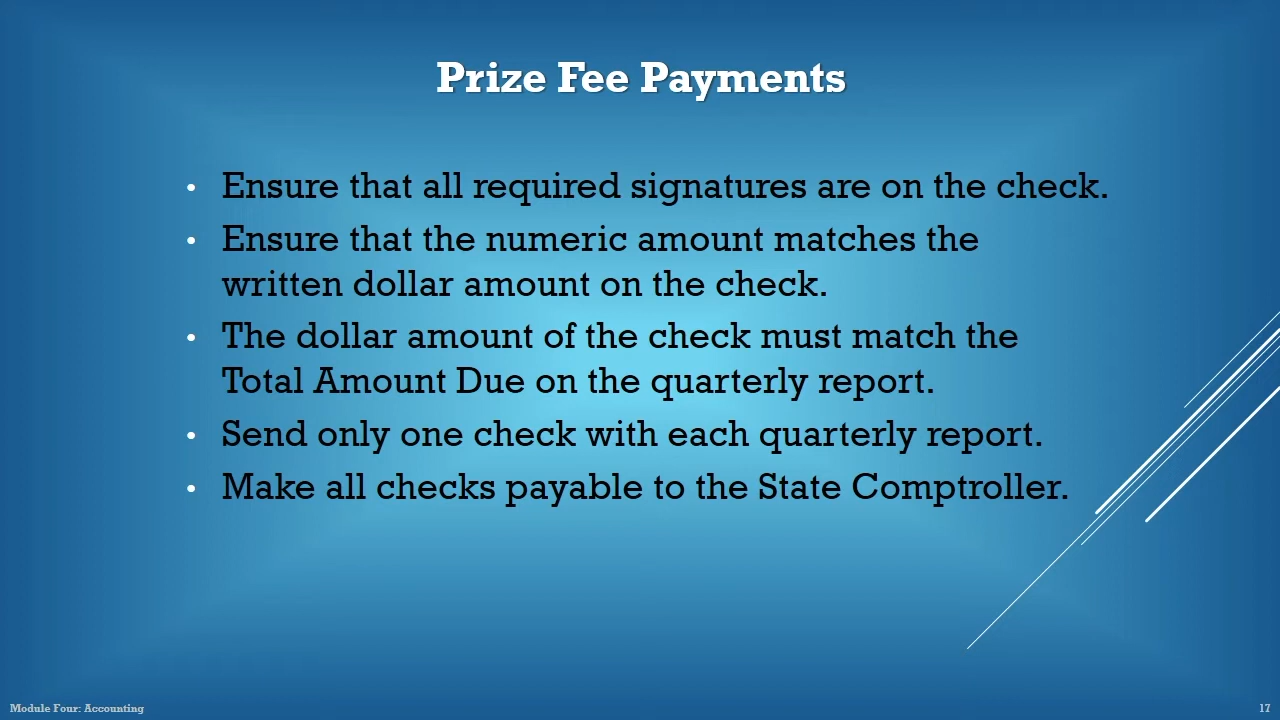 Prize Fee Payments
• Ensure that all required signatures are on the check.
• Ensure that the numeric amount matches the
written dollar amount on the check.
• The dollar amount of the check must match the
Total Amount Due on the quarterly report.
• Send only one check with each quarterly report.
• Make all checks payable to the State Comptroller.
Module Four: Accounting
17